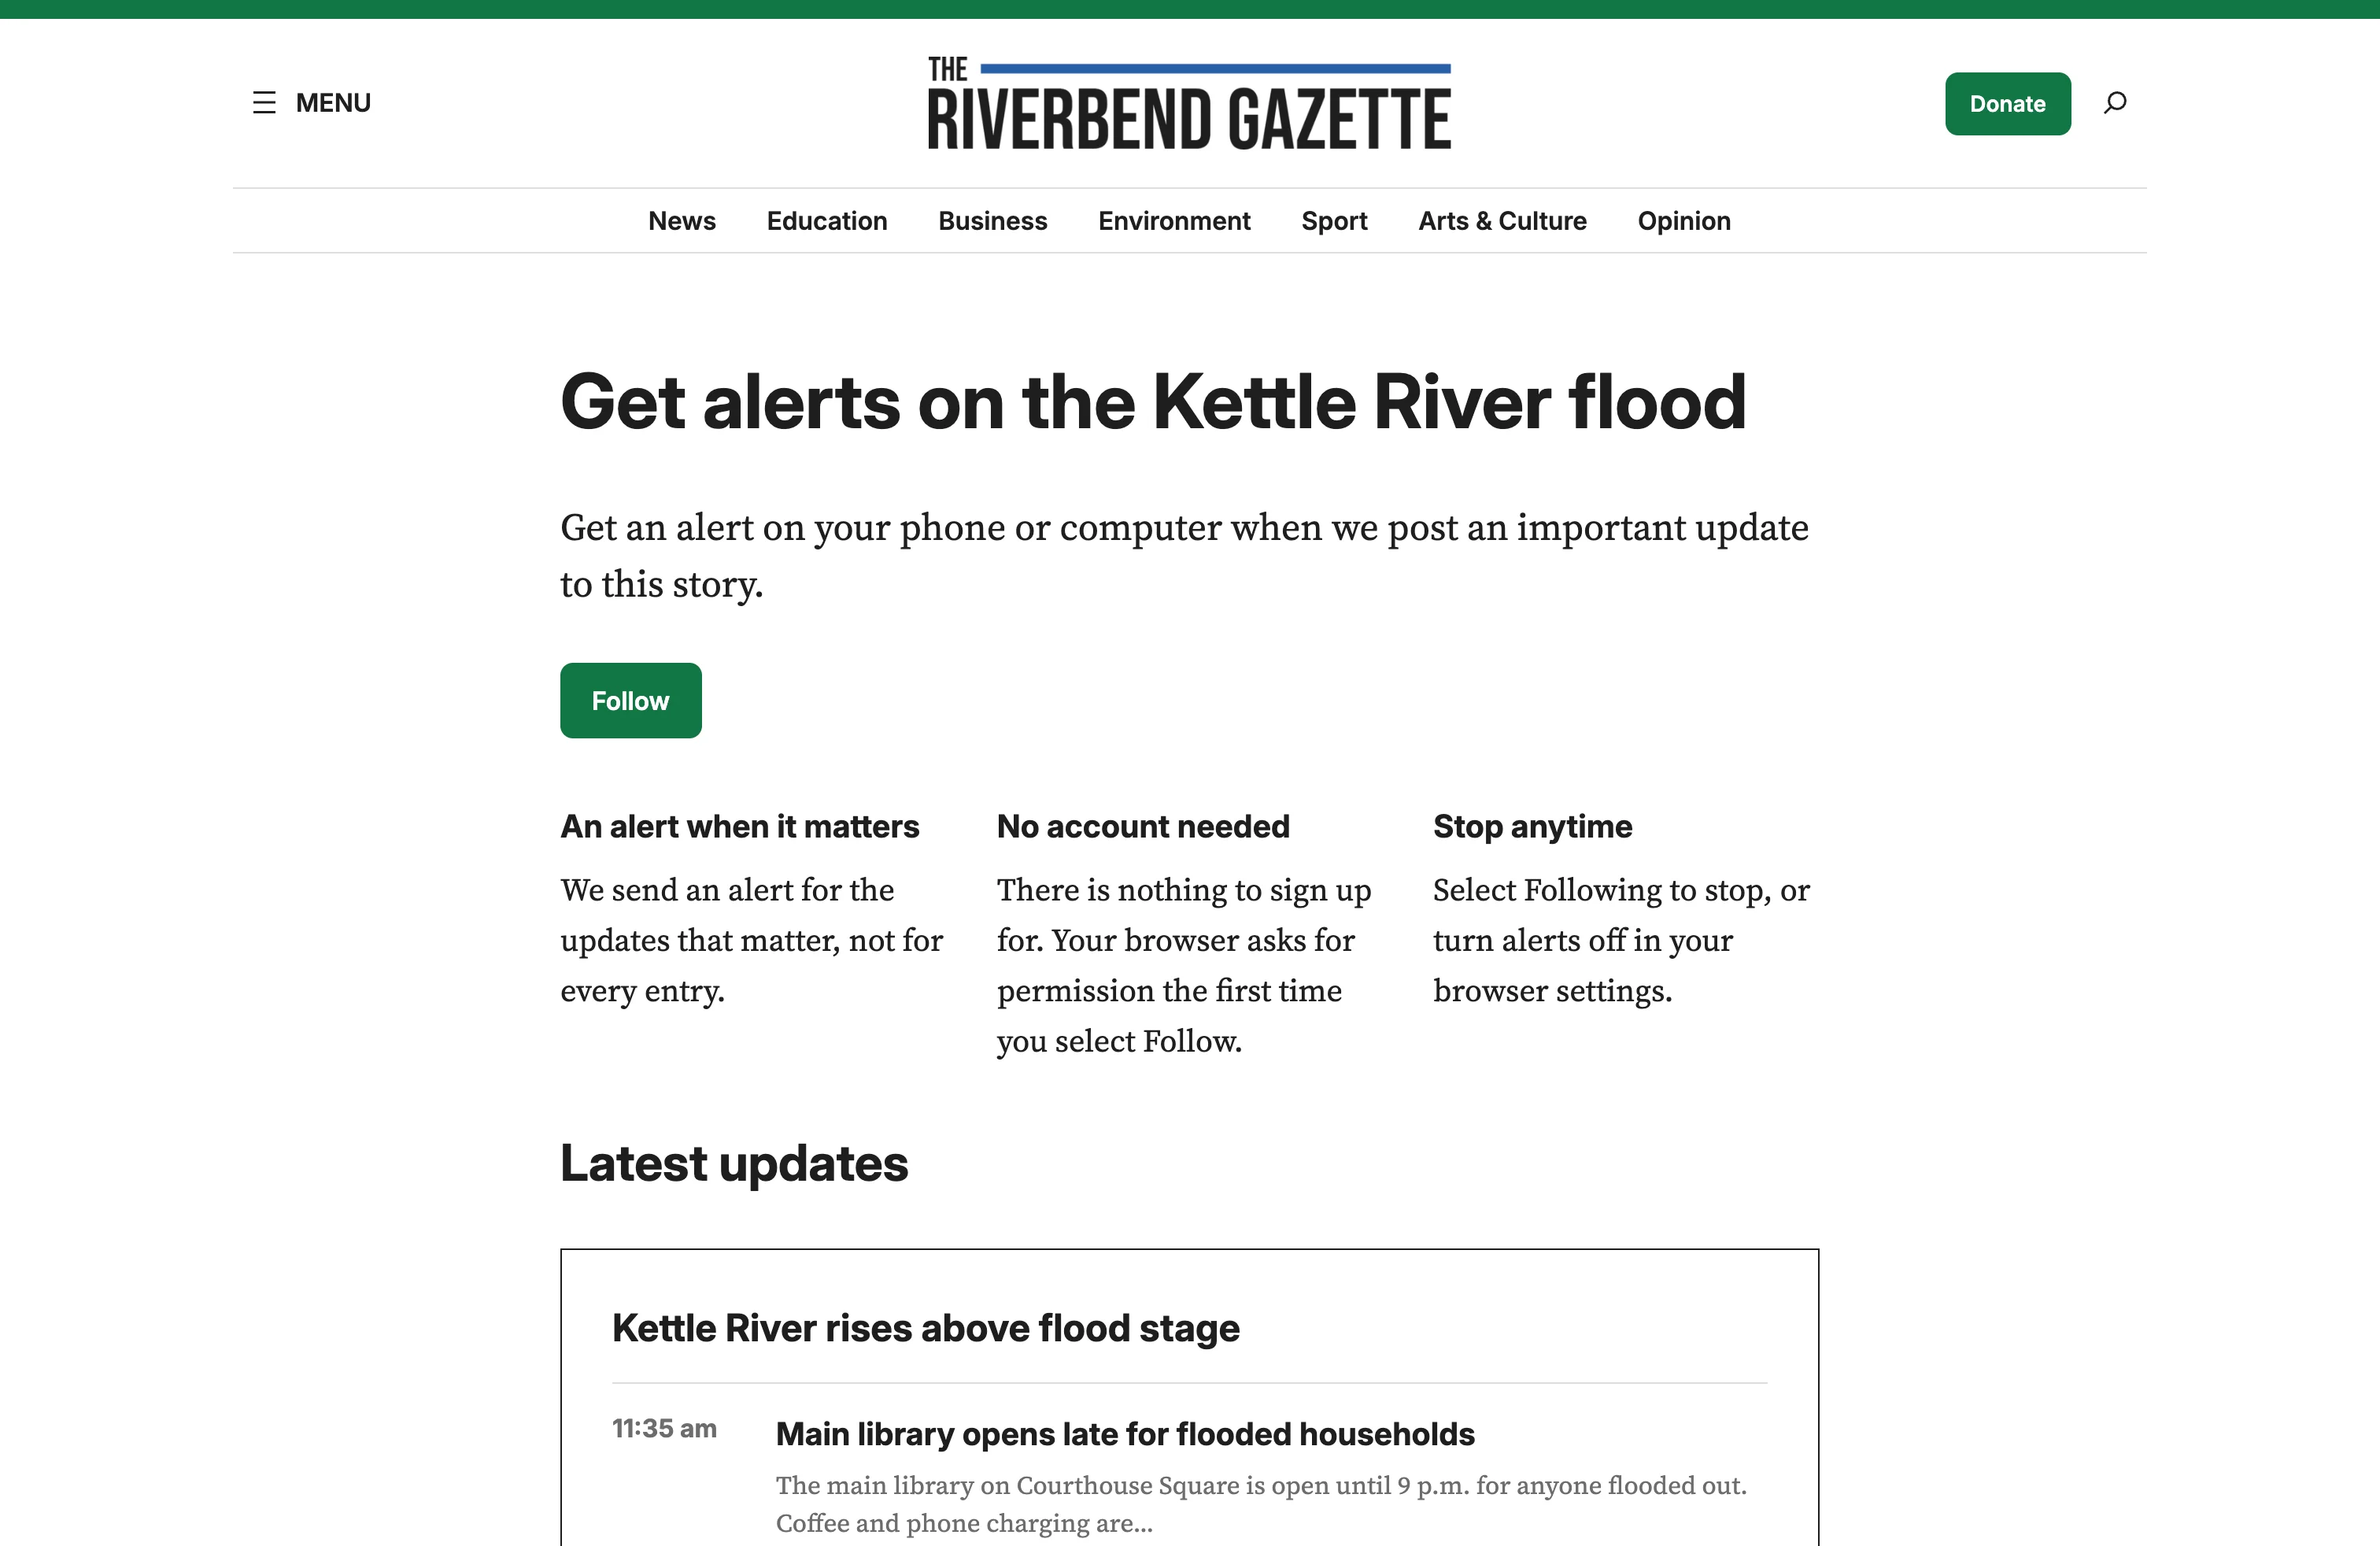 MENU
THE
RIVERBEND GAZETTE
Donate
News Education Business Environment Sport Arts & Culture Opinion
Get alerts on the Kettle River flood
Get an alert on your phone or computer when we post an important update
to this story.
Follow
An alert when it matters
We send an alert for the
updates that matter, not for
every entry.
No account needed
There is nothing to sign up
for. Your browser asks for
permission the first time
you select Follow.
Stop anytime
Select Following to stop, or
turn alerts off in your
browser settings.
Latest updates
Kettle River rises above flood stage
11:35 am
Main library opens late for flooded households
The main library on Courthouse Square is open until 9 p.m. for anyone flooded out.
Coffee and phone charging are...